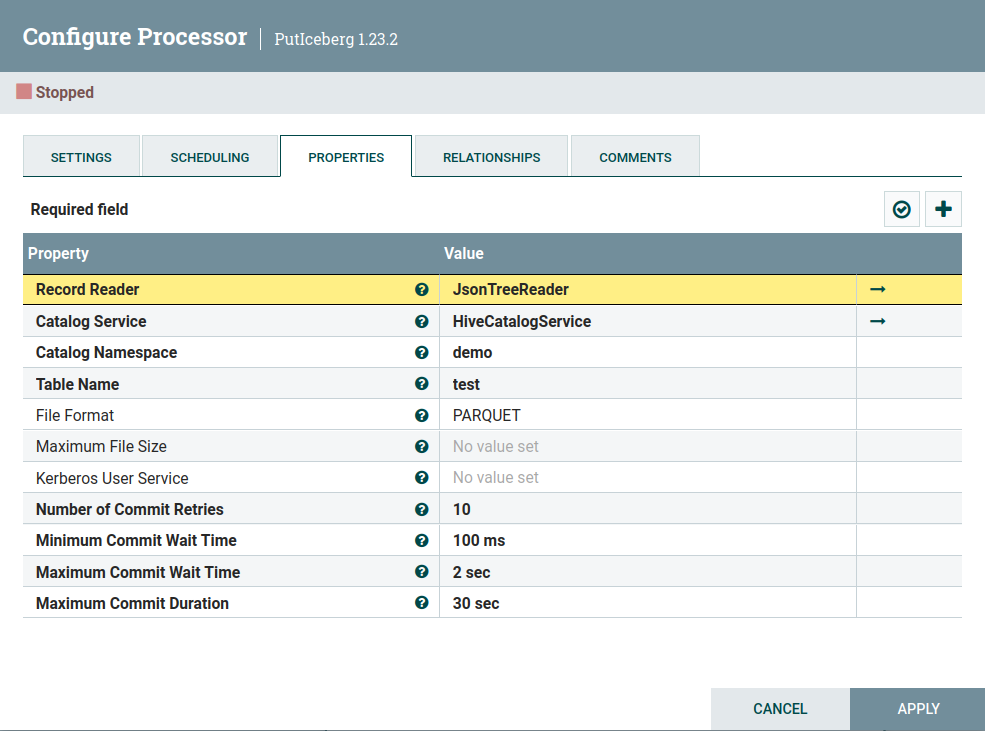 Configure Processor | PutIceberg 1.23.2
Stopped
SETTINGS SCHEDULING PROPERTIES RELATIONSHIPS COMMENTS
Required field
Property Value
Record Reader JsonTreeReader
Catalog Service HiveCatalogService
Catalog Namespace demo
Table Name test
File Format PARQUET
Maximum File Size No value set
Kerberos User Service No value set
Number of Commit Retries 10
Minimum Commit Wait Time 100 ms
Maximum Commit Wait Time 2 sec
Maximum Commit Duration 30 sec
CANCEL APPLY